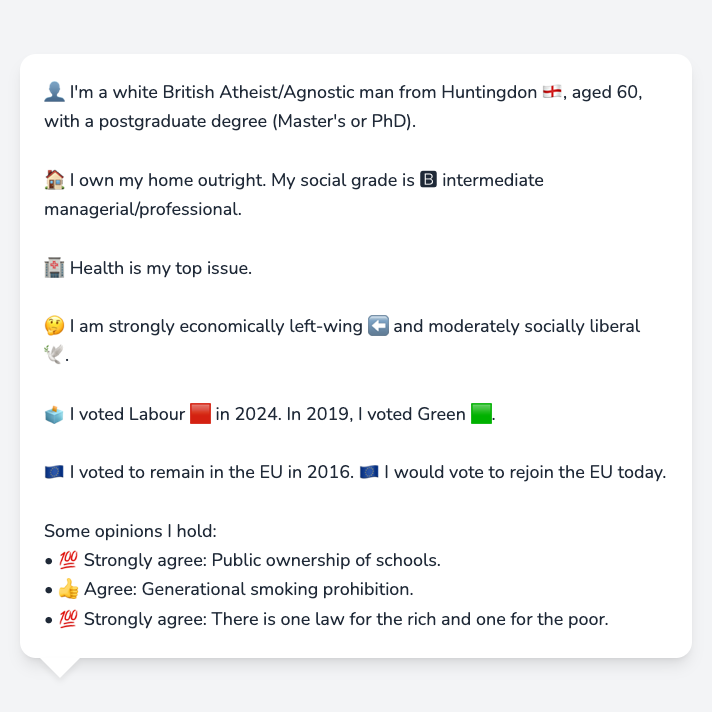 👤 I'm a white British Atheist/Agnostic man from Huntingdon 🏴󠁧󠁢󠁥󠁮󠁧󠁿, aged 60,
with a postgraduate degree (Master's or PhD).
🏠 I own my home outright. My social grade is 🅱 intermediate
managerial/professional.
🏥 Health is my top issue.
🤔 I am strongly economically left-wing ⬅️ and moderately socially liberal
🕊️.
🗳️ I voted Labour 🟥 in 2024. In 2019, I voted Green 🟩.
🇪🇺 I voted to remain in the EU in 2016. 🇪🇺 I would vote to rejoin the EU today.
Some opinions I hold:
• 💯 Strongly agree: Public ownership of schools.
• 👍 Agree: Generational smoking prohibition.
• 💯 Strongly agree: There is one law for the rich and one for the poor.